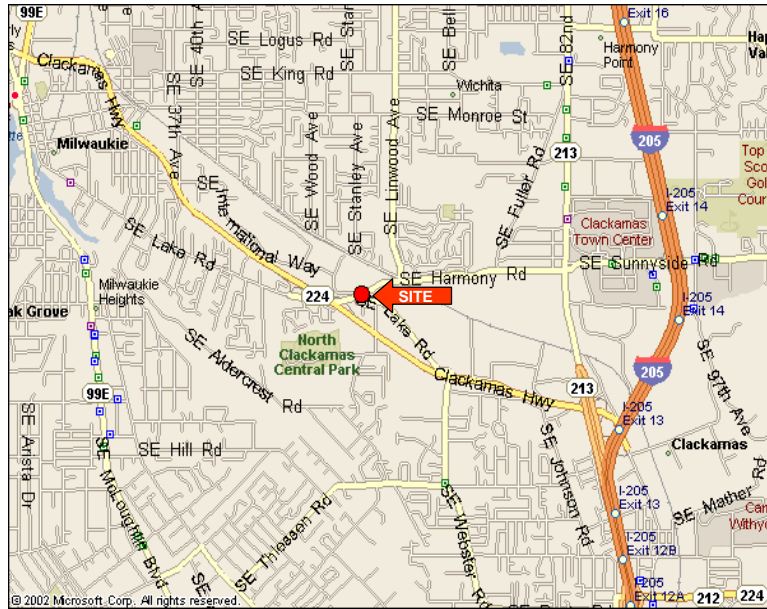 99E
Exit 16
SE Logus Rd
SE King Rd
Clackamas Hwy
SE 37th Ave
SE 82nd
Harmony
Point
Wichita
SE Monroe St
Milwaukie
SE Wood Ave
SE Stanley Ave
SE Linwood Ave
SE Fuller Rd
213
205
Top
Sco
Gol
Cour
I-205
Exit 14
Clackamas
Town Center
SE International Way
SE Lake Rd
SE Harmony Rd
SE Sunnyside Rd
Milwaukie
Heights
ak Grove
224
SITE
SE Lake Rd
I-205
Exit 14
North
Clackamas
Central Park
SE Aldercrest Rd
Clackamas Hwy
213
205
SE 97th Ave
99E
I-205
Exit 13
SE Arista Dr
SE Hill Rd
Clackamas
SE McLoughlin Blvd
SE Thiessen Rd
SE Webster Rd
SE Johnson Rd
I-205
Exit 13
SE Mather Rd
Withyc
I-205
Exit 12B
I-205
Exit 12A
212
224
© 2002 Microsoft Corp. All rights reserved.